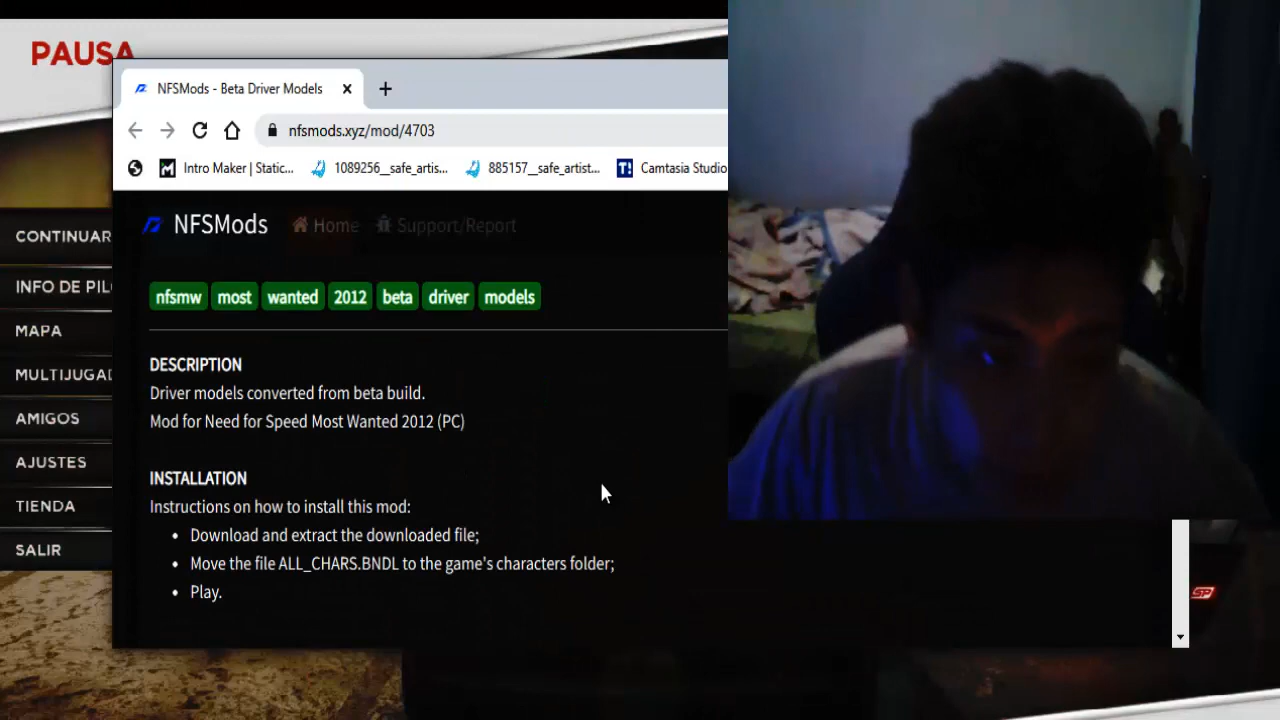 PAUSA
NFSMods - Beta Driver Models
nfsmods.xyz/mod/4703
Intro Maker | Static... 1089256__safe_artis... 885157__safe_artist... Camtasia Studio
NFSMods Home Support/Report
nfsmw most wanted 2012 beta driver models
DESCRIPTION
Driver models converted from beta build.
Mod for Need for Speed Most Wanted 2012 (PC)
INSTALLATION
Instructions on how to install this mod:
• Download and extract the downloaded file;
• Move the file ALL_CHARS.BNDL to the game's characters folder;
• Play.
CONTINUAR
INFO DE PIL
MAPA
MULTIJUGAD
AMIGOS
AJUSTES
TIENDA
SALIR
SP